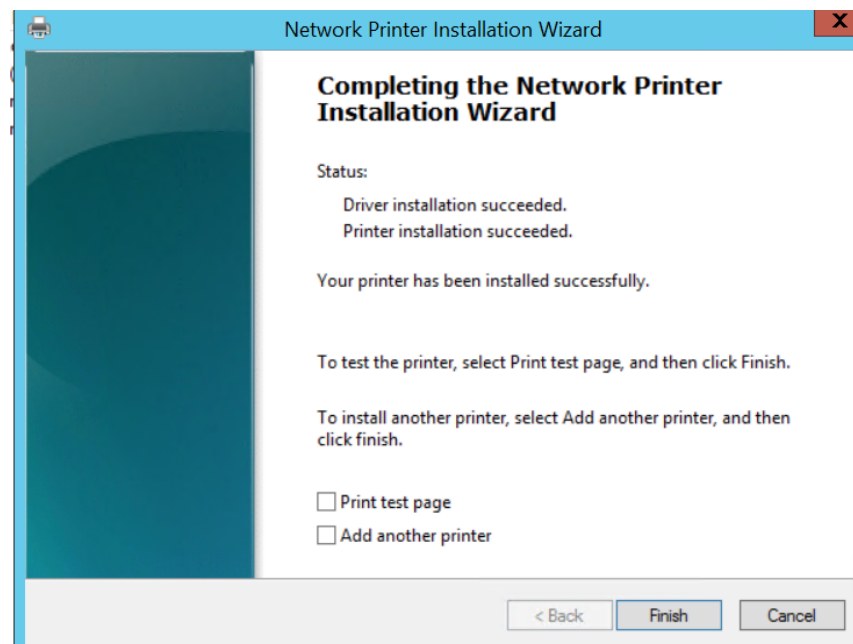 Network Printer Installation Wizard
X
Completing the Network Printer
Installation Wizard
Status:
Driver installation succeeded.
Printer installation succeeded.
Your printer has been installed successfully.
To test the printer, select Print test page, and then click Finish.
To install another printer, select Add another printer, and then
click finish.
Print test page
Add another printer
< Back
Finish
Cancel